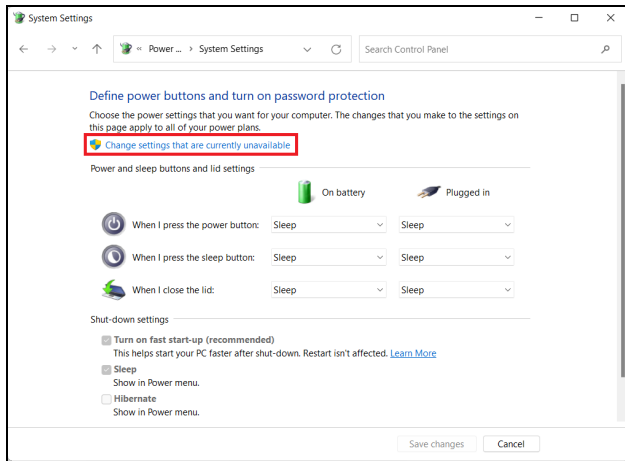 System Settings
« Power ... › System Settings
Search Control Panel
Define power buttons and turn on password protection
Choose the power settings that you want for your computer. The changes that you make to the settings on
this page apply to all of your power plans.
Change settings that are currently unavailable
Power and sleep buttons and lid settings
On battery Plugged in
When I press the power button: Sleep Sleep
When I press the sleep button: Sleep Sleep
When I close the lid: Sleep Sleep
Shut-down settings
Turn on fast start-up (recommended)
This helps start your PC faster after shut-down. Restart isn't affected. Learn More
Sleep
Show in Power menu.
Hibernate
Show in Power menu.
Save changes Cancel